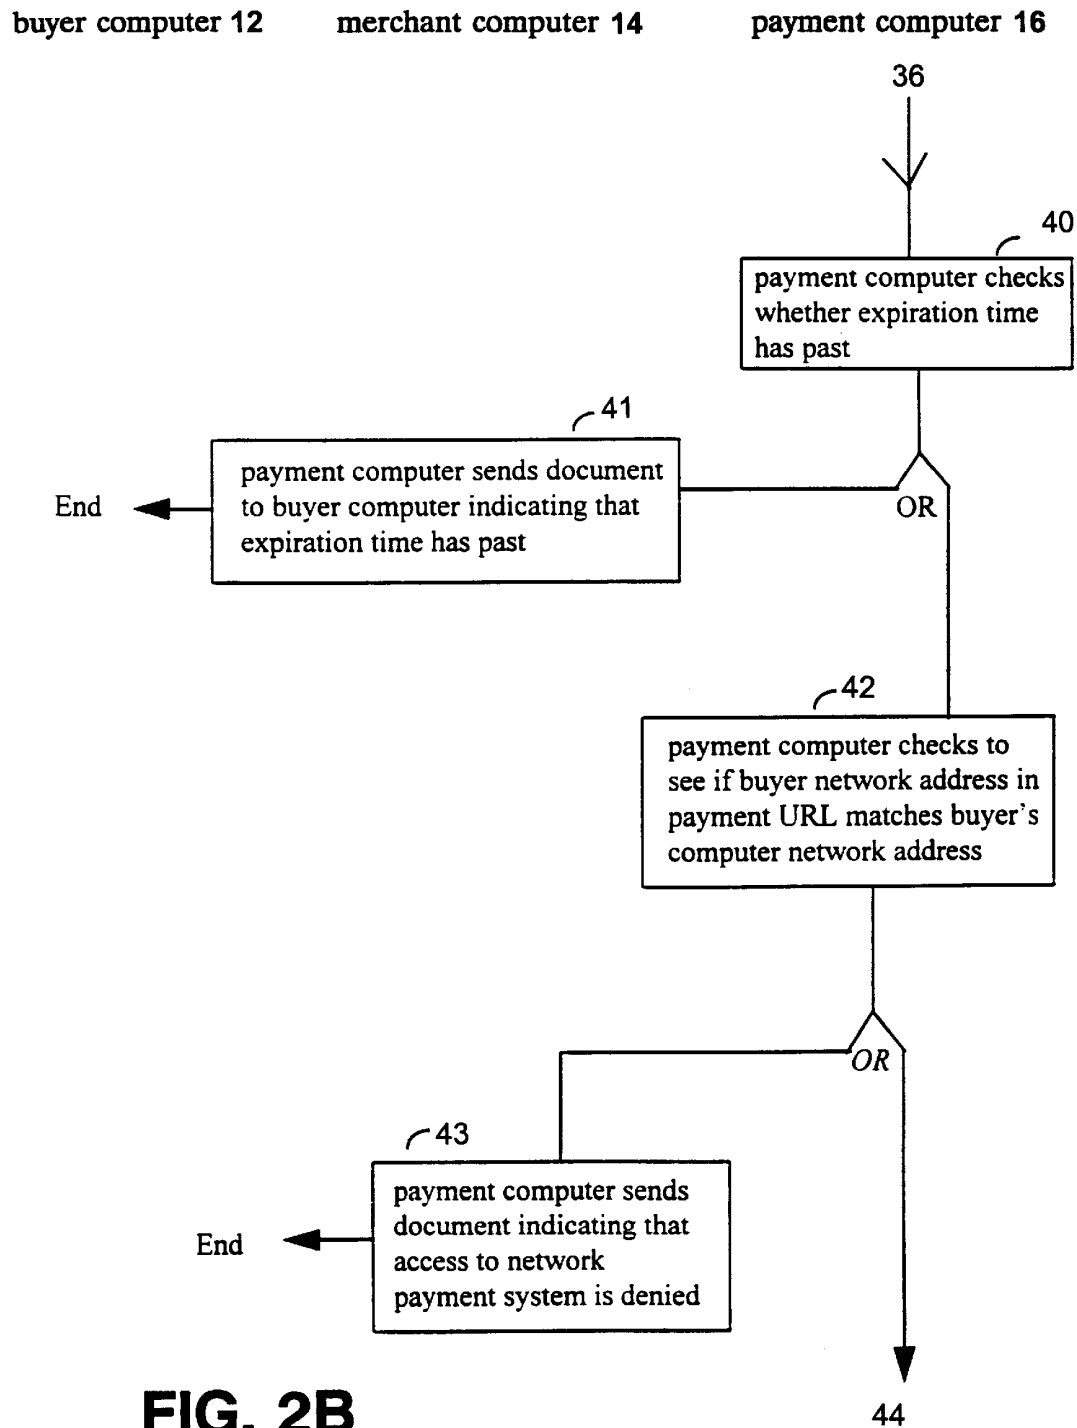 buyer computer 12 merchant computer 14 payment computer 16
36
40
payment computer checks
whether expiration time
has past
41
payment computer sends document
to buyer computer indicating that
expiration time has past
End
OR
42
payment computer checks to
see if buyer network address in
payment URL matches buyer's
computer network address
OR
43
payment computer sends
document indicating that
access to network
payment system is denied
End
44
FIG. 2B